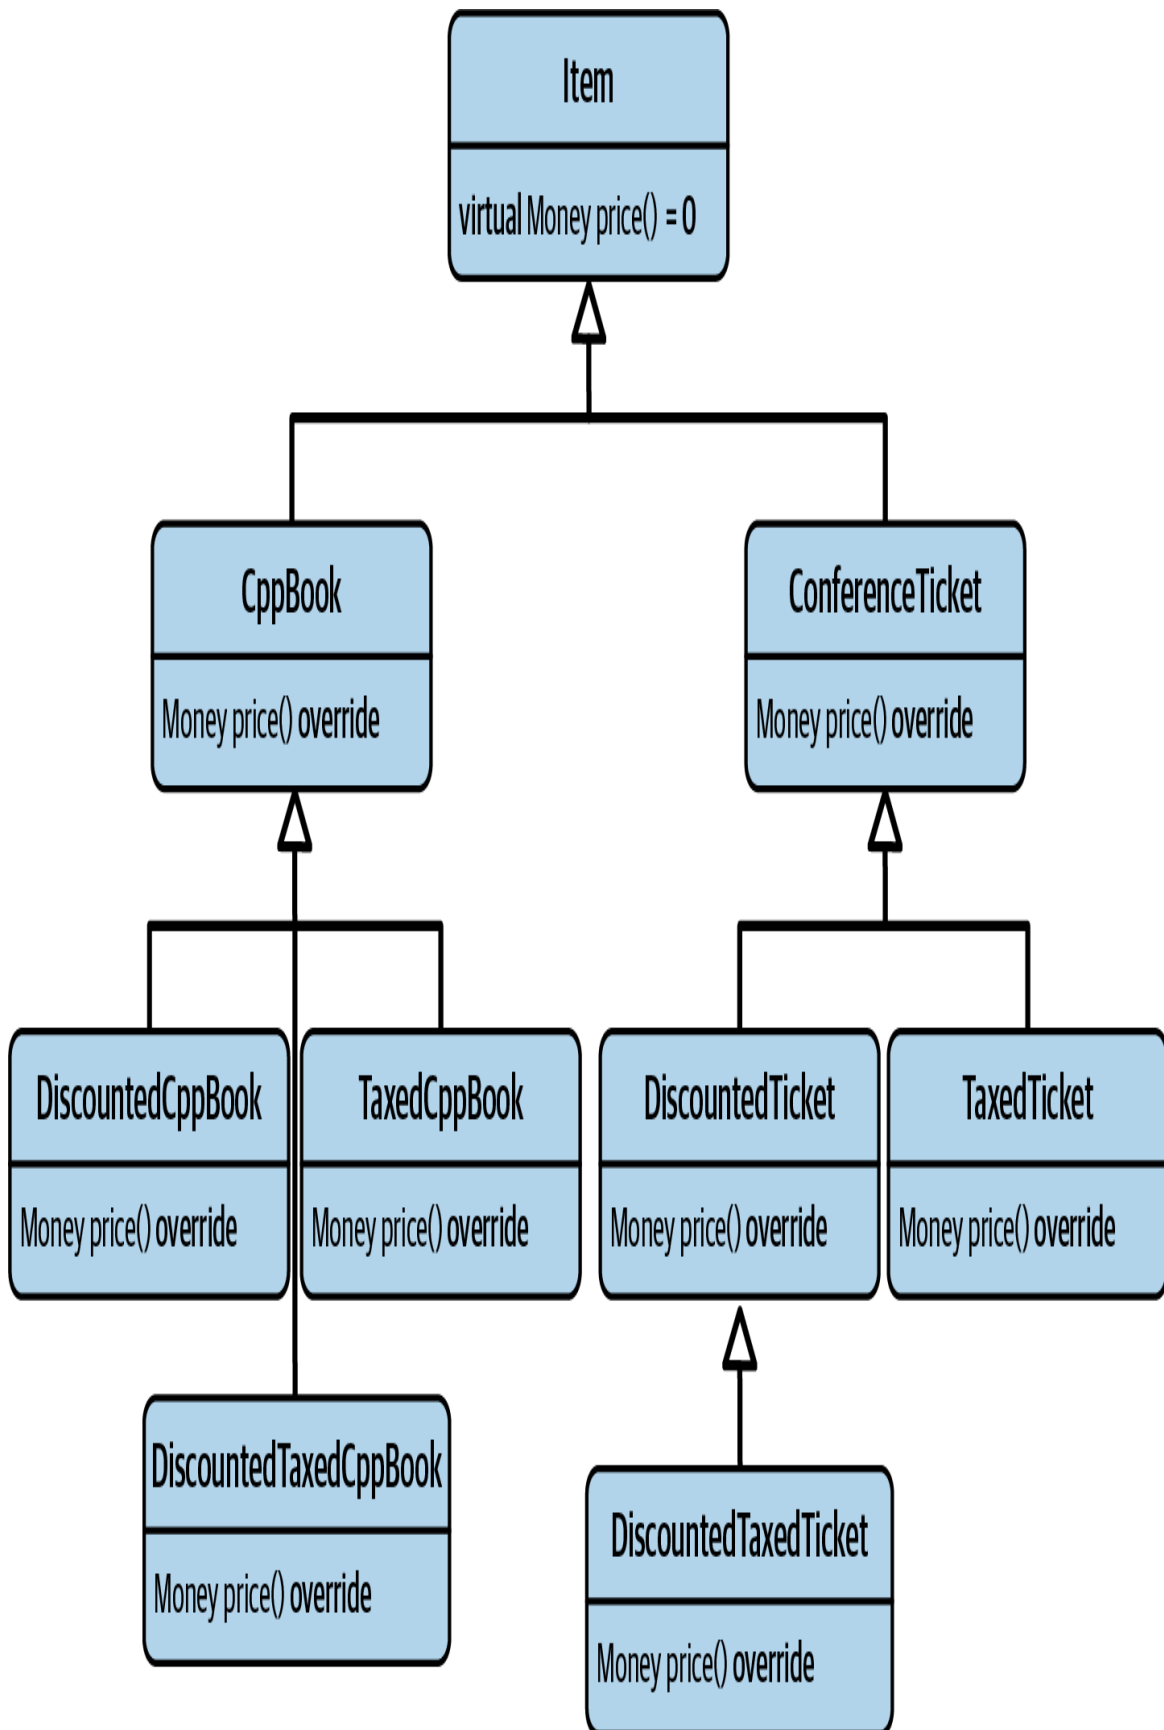 Item
virtual Money price() = 0
CppBook
Money price() override
ConferenceTicket
Money price() override
DiscountedCppBook
Money price() override
TaxedCppBook
Money price() override
DiscountedTicket
Money price() override
TaxedTicket
Money price() override
DiscountedTaxedCppBook
Money price() override
DiscountedTaxedTicket
Money price() override